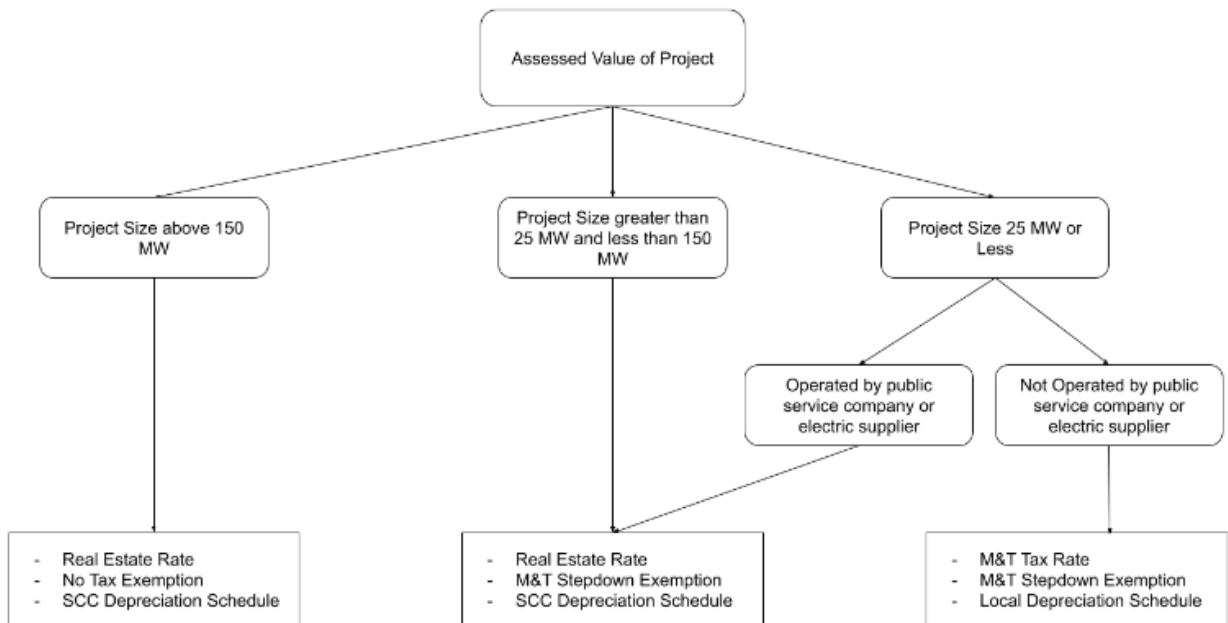 Assessed Value of Project
Project Size above 150
MW
Project Size greater than
25 MW and less than 150
MW
Project Size 25 MW or
Less
Operated by public
service company or
electric supplier
Not Operated by public
service company or
electric supplier
- Real Estate Rate
- No Tax Exemption
- SCC Depreciation Schedule
- Real Estate Rate
- M&T Stepdown Exemption
- SCC Depreciation Schedule
- M&T Tax Rate
- M&T Stepdown Exemption
- Local Depreciation Schedule